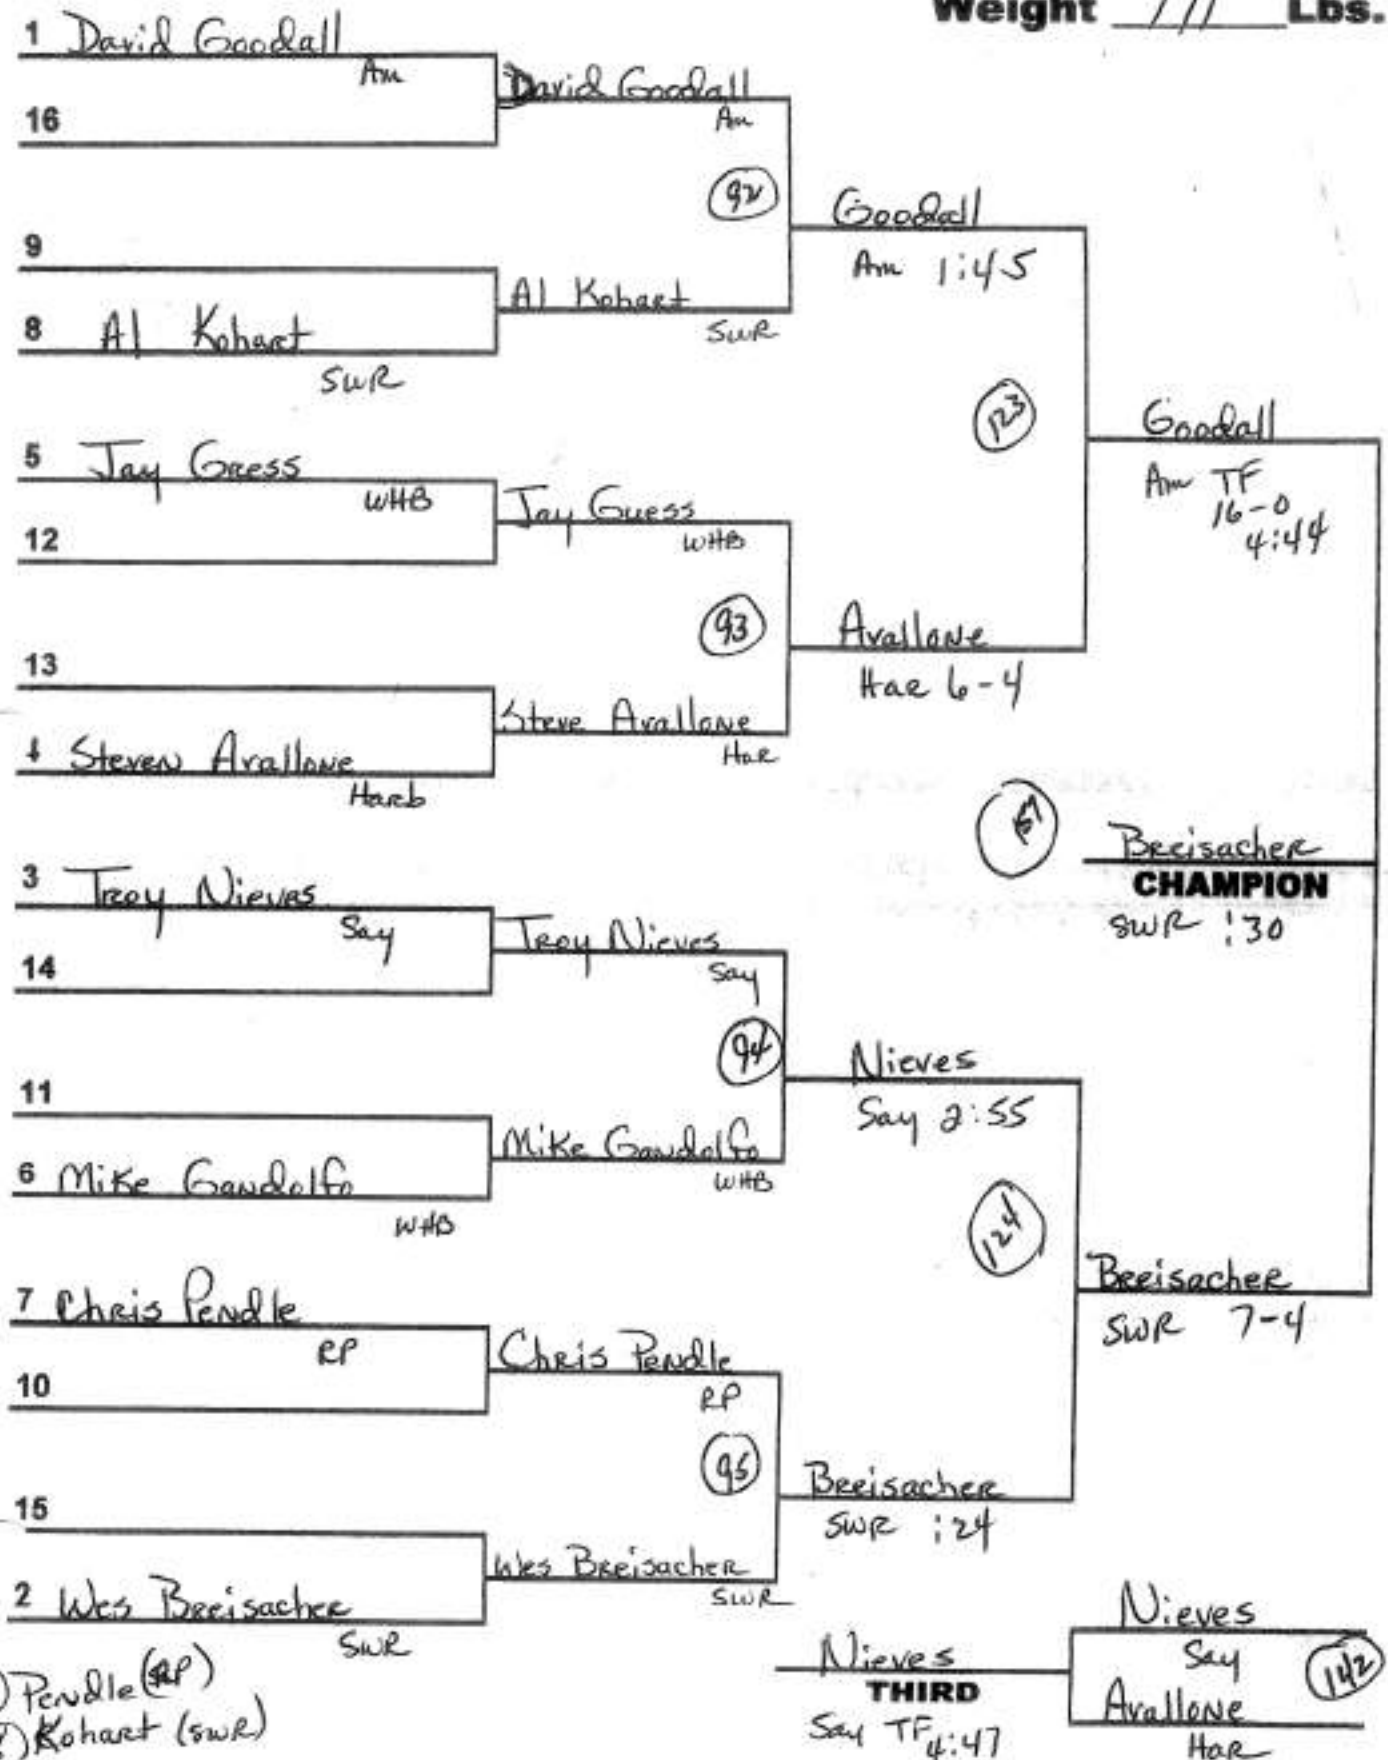 Weight 171 Lbs.
1 David Goodall
Am
16
David Goodall
Am
92
9
8 Al Kohart
SWR
Al Kohart
SWR
Goodall
Am 1:45
5 Jay Guess
WHB
12
Jay Guess
WHB
93
13
4 Steven Avallone
Harb
Steve Avallone
Har
Avallone
Har 6-4
123
Goodall
Am TF
16-0
4:44
3 Troy Nieves
Say
14
Troy Nieves
Say
94
11
6 Mike Gandolfo
WHB
Mike Gandolfo
WHB
Nieves
Say 2:55
7 Chris Pendle
RP
10
Chris Pendle
RP
95
15
2 Wes Breisacher
SWR
Wes Breisacher
SWR
Breisacher
SWR :24
124
Breisacher
SWR 7-4
Breisacher
CHAMPION
SWR :30
Nieves
Say
142
Avallone
Har
Nieves
THIRD
Say TF 4:47
) Pendle (RP)
) Kohart (SWR)